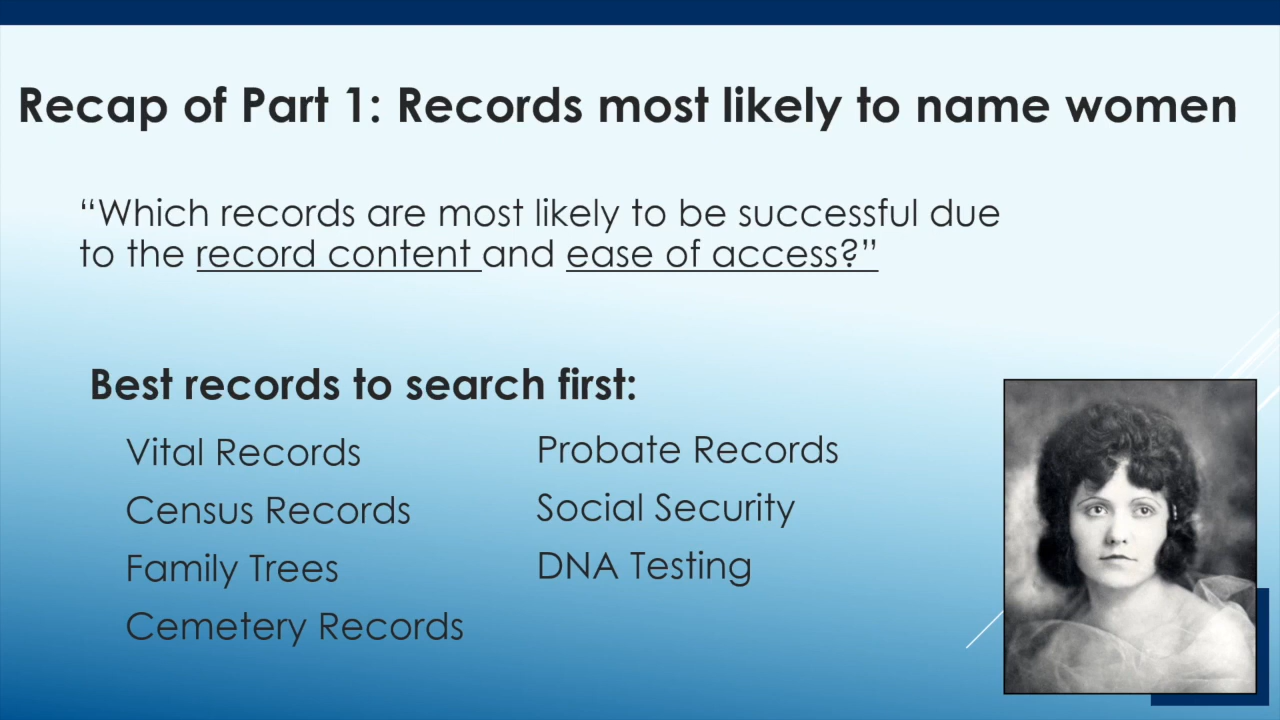 Recap of Part 1: Records most likely to name women
“Which records are most likely to be successful due
to the record content and ease of access?”
Best records to search first:
Vital Records
Census Records
Family Trees
Cemetery Records
Probate Records
Social Security
DNA Testing